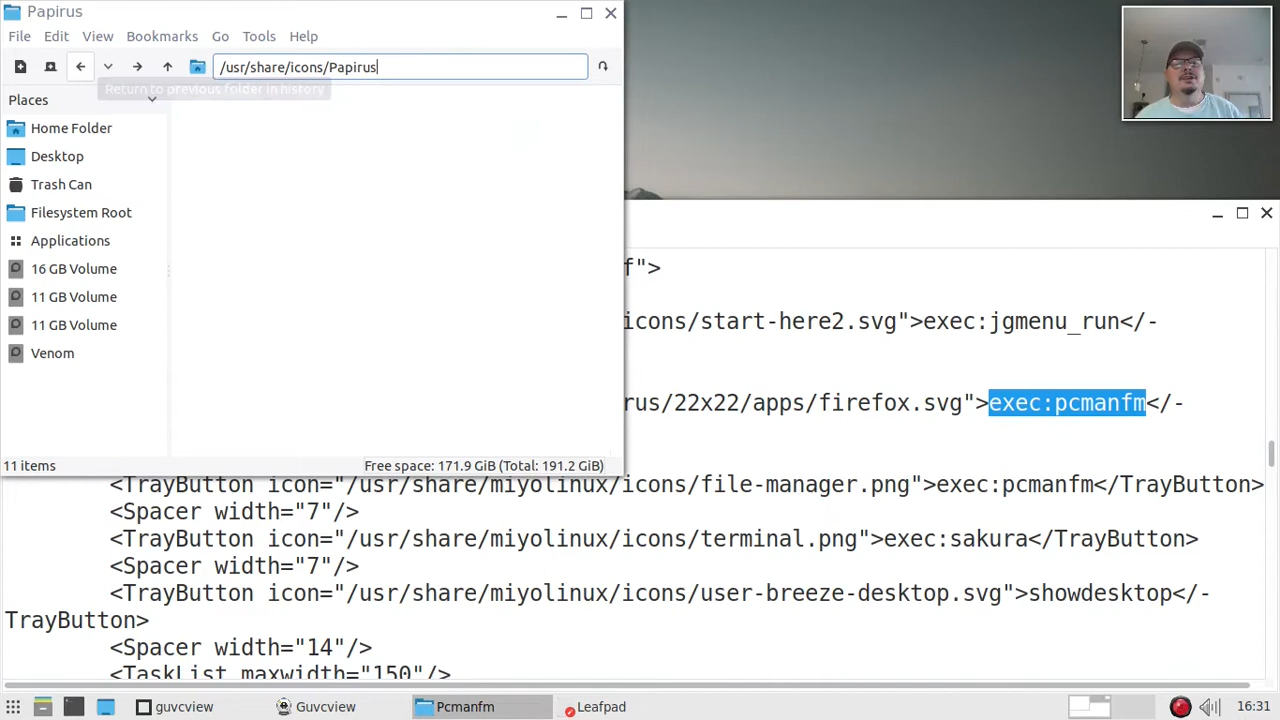 Papirus
File Edit View Bookmarks Go Tools Help
/usr/share/icons/Papirus
Return to previous folder in history
Places
Home Folder
Desktop
Trash Can
Filesystem Root
Applications
16 GB Volume
11 GB Volume
11 GB Volume
Venom
11 items
Free space: 171.9 GiB (Total: 191.2 GiB)
f">
icons/start-here2.svg">exec:jgmenu_run</-
rus/22x22/apps/firefox.svg">exec:pcmanfm</-
<TrayButton icon="/usr/share/miyolinux/icons/file-manager.png">exec:pcmanfm</TrayButton>
<Spacer width="7"/>
<TrayButton icon="/usr/share/miyolinux/icons/terminal.png">exec:sakura</TrayButton>
<Spacer width="7"/>
<TrayButton icon="/usr/share/miyolinux/icons/user-breeze-desktop.svg">showdesktop</-
TrayButton>
<Spacer width="14"/>
<TaskList maxwidth="150"/>
guvcview
Guvcview
Pcmanfm
Leafpad
16:31